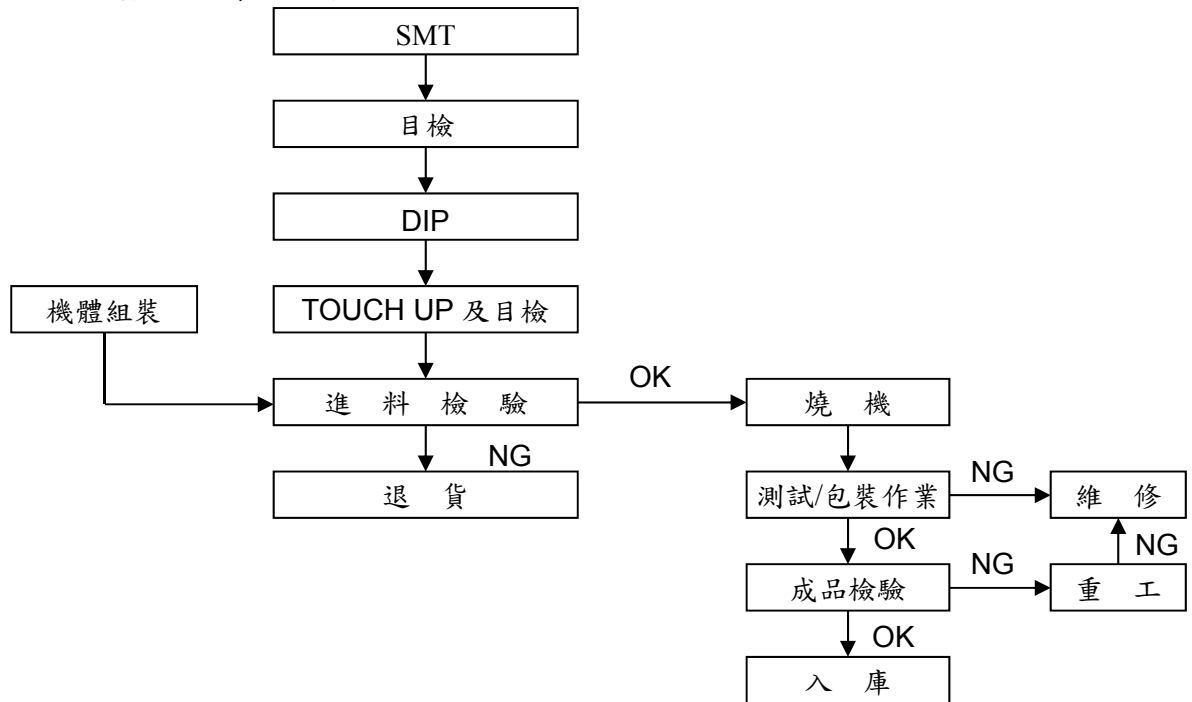 SMT
目檢
DIP
機體組裝
TOUCH UP 及目檢
進 料 檢 驗
OK
燒 機
NG
退 貨
測試/包裝作業
NG
維 修
OK
NG
成品檢驗
NG
重 工
OK
入 庫